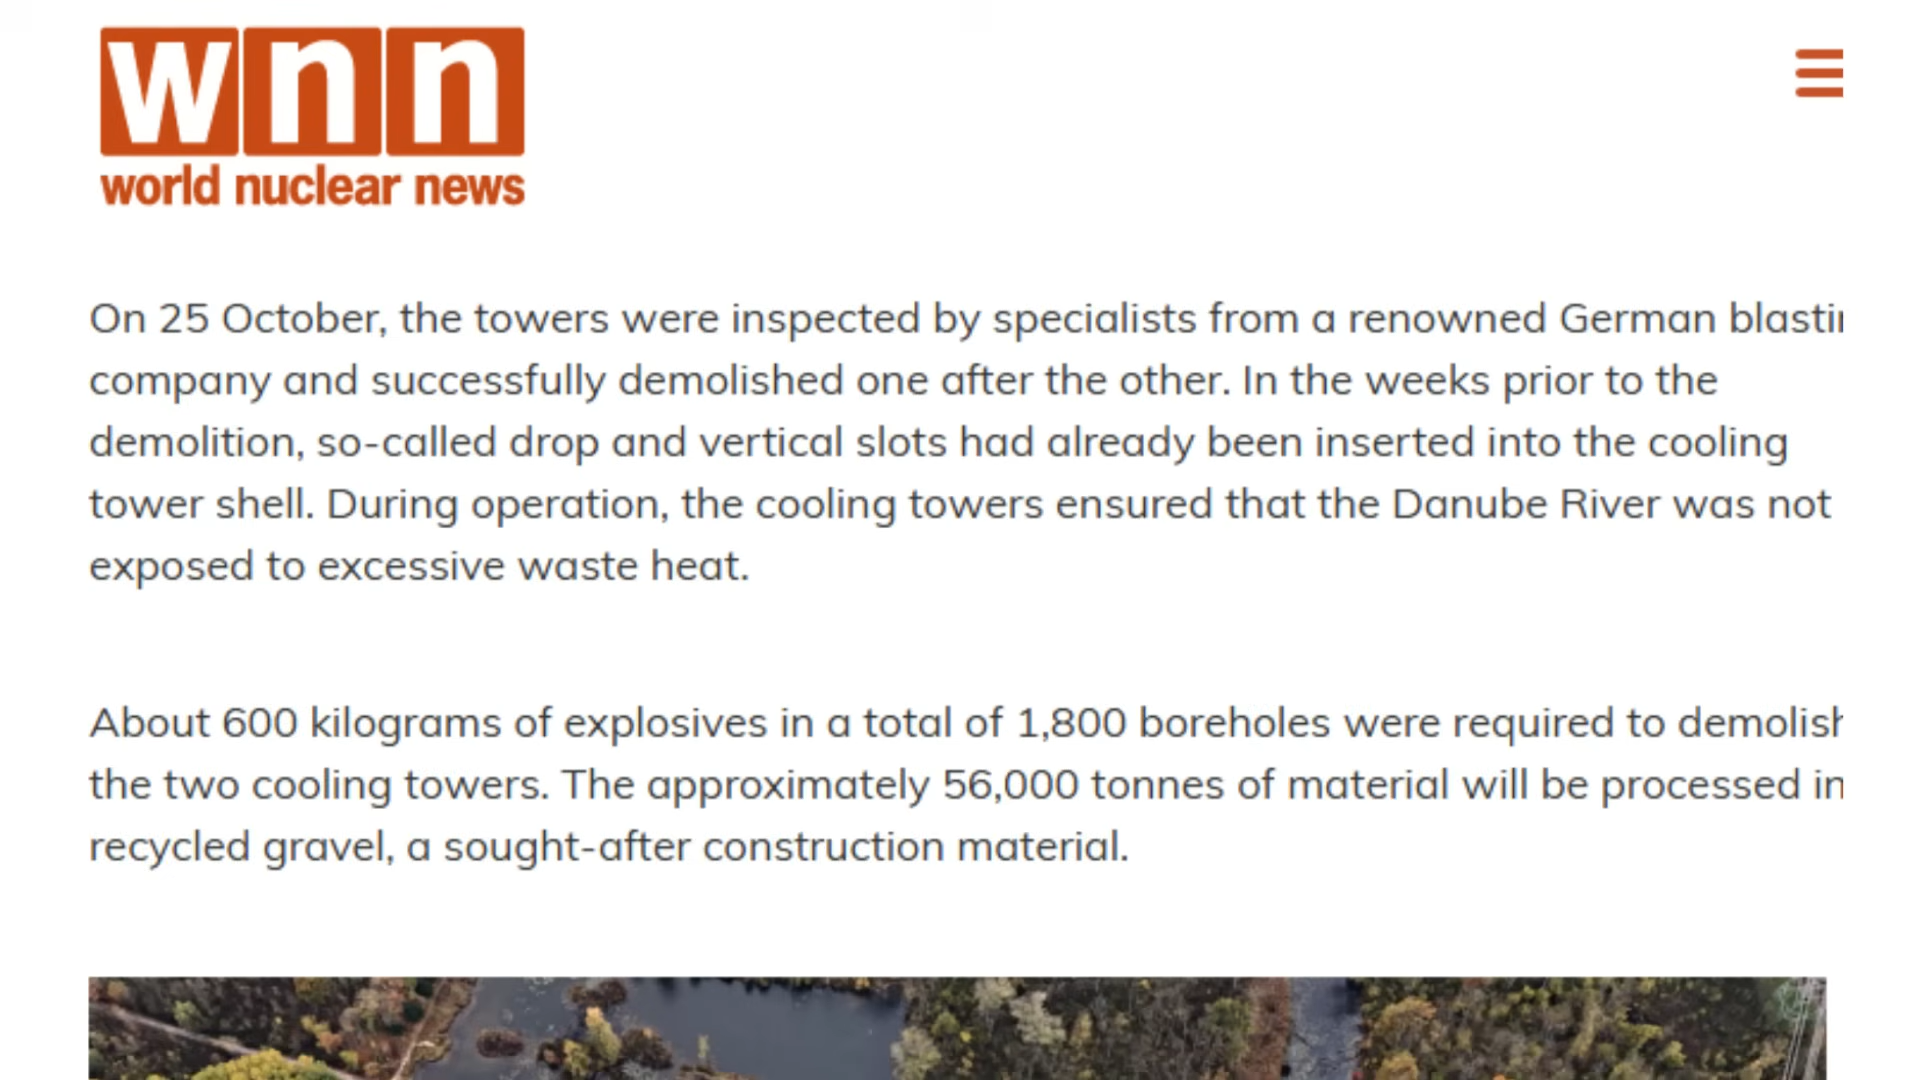 wnn
world nuclear news
On 25 October, the towers were inspected by specialists from a renowned German
company and successfully demolished one after the other. In the weeks prior to the
demolition, so-called drop and vertical slots had already been inserted into the cooling
tower shell. During operation, the cooling towers ensured that the Danube River was not
exposed to excessive waste heat.
About 600 kilograms of explosives in a total of 1,800 boreholes were required to demolish
the two cooling towers. The approximately 56,000 tonnes of material will be processed in
recycled gravel, a sought-after construction material.